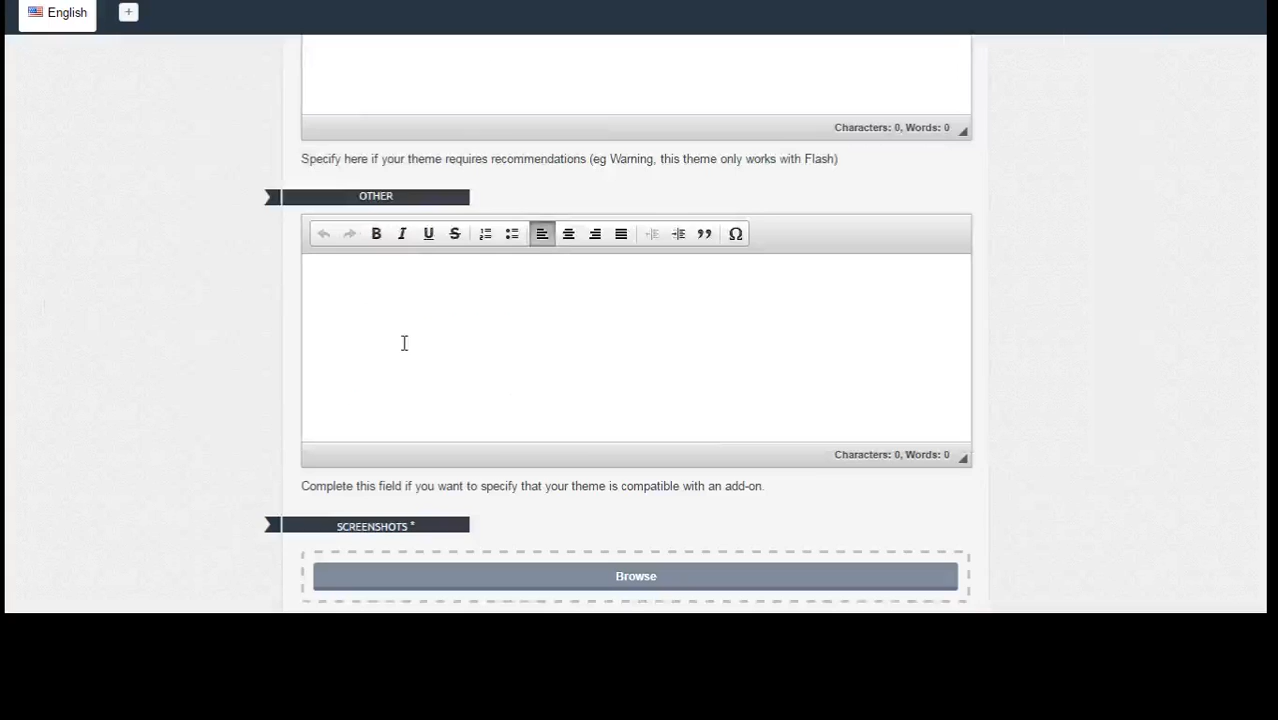 English +
Characters: 0, Words: 0
Specify here if your theme requires recommendations (eg Warning, this theme only works with Flash)
OTHER
B I U S Ω
Characters: 0, Words: 0
Complete this field if you want to specify that your theme is compatible with an add-on.
SCREENSHOTS *
Browse